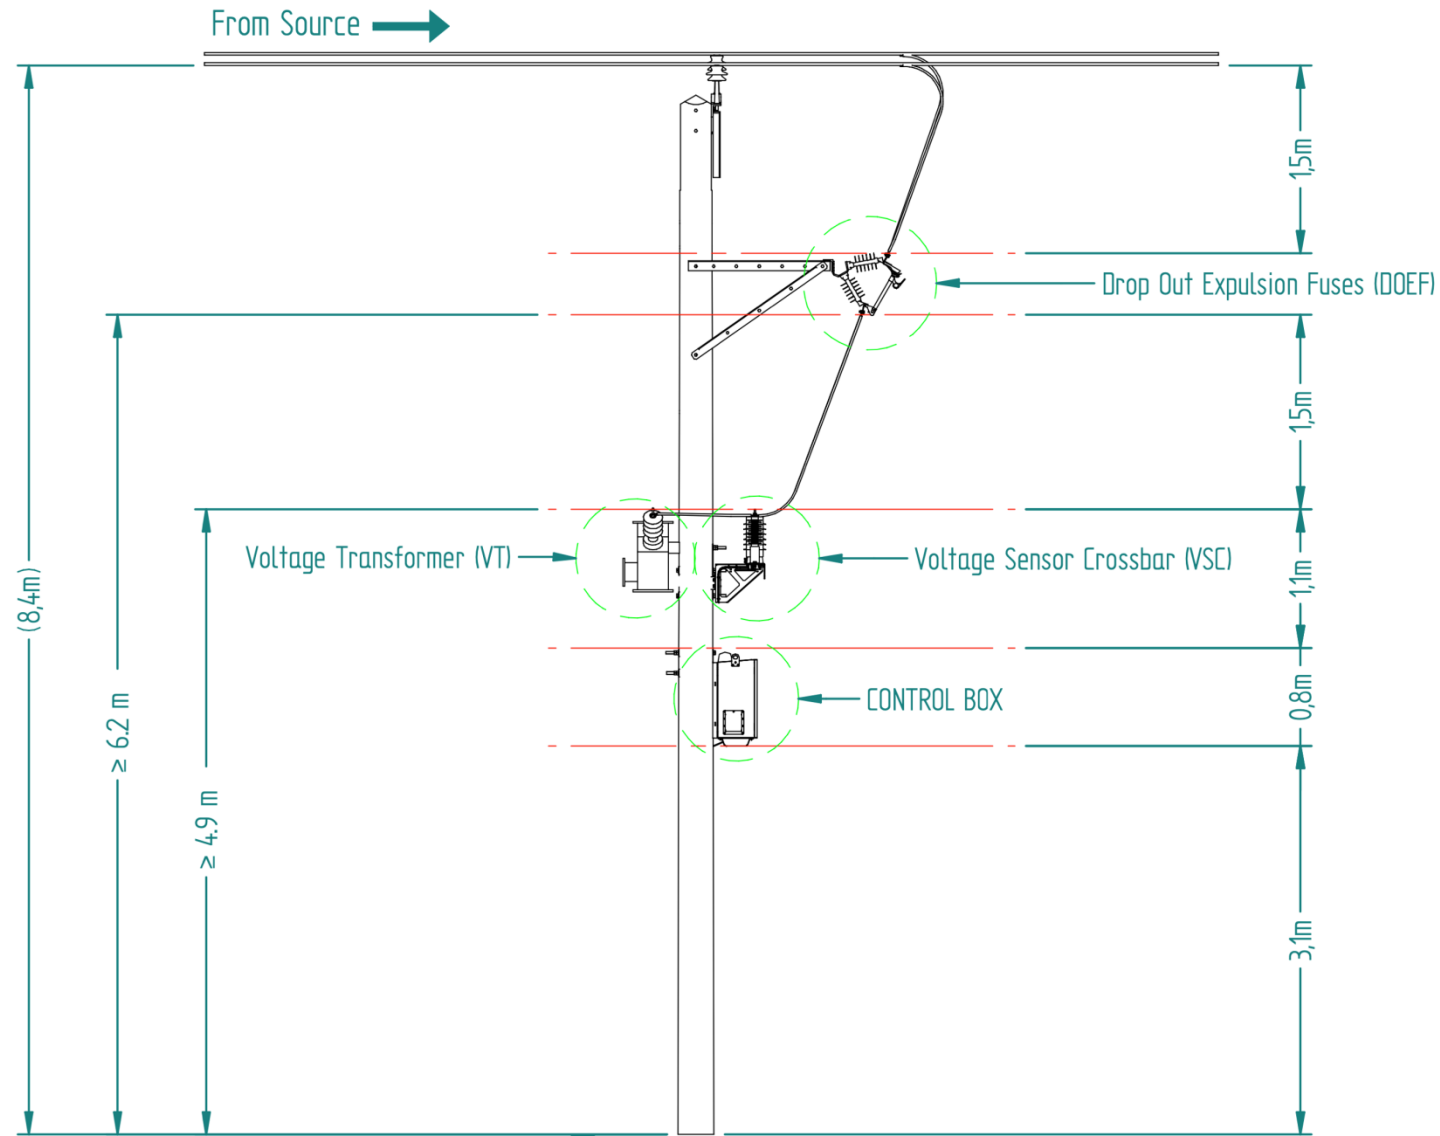 From Source
1,5m
Drop Out Expulsion Fuses (DOEF)
1,5m
Voltage Transformer (VT)
Voltage Sensor Crossbar (VSC)
1,1m
(8,4m)
CONTROL BOX
0,8m
≥ 6.2 m
≥ 4.9 m
3,1m